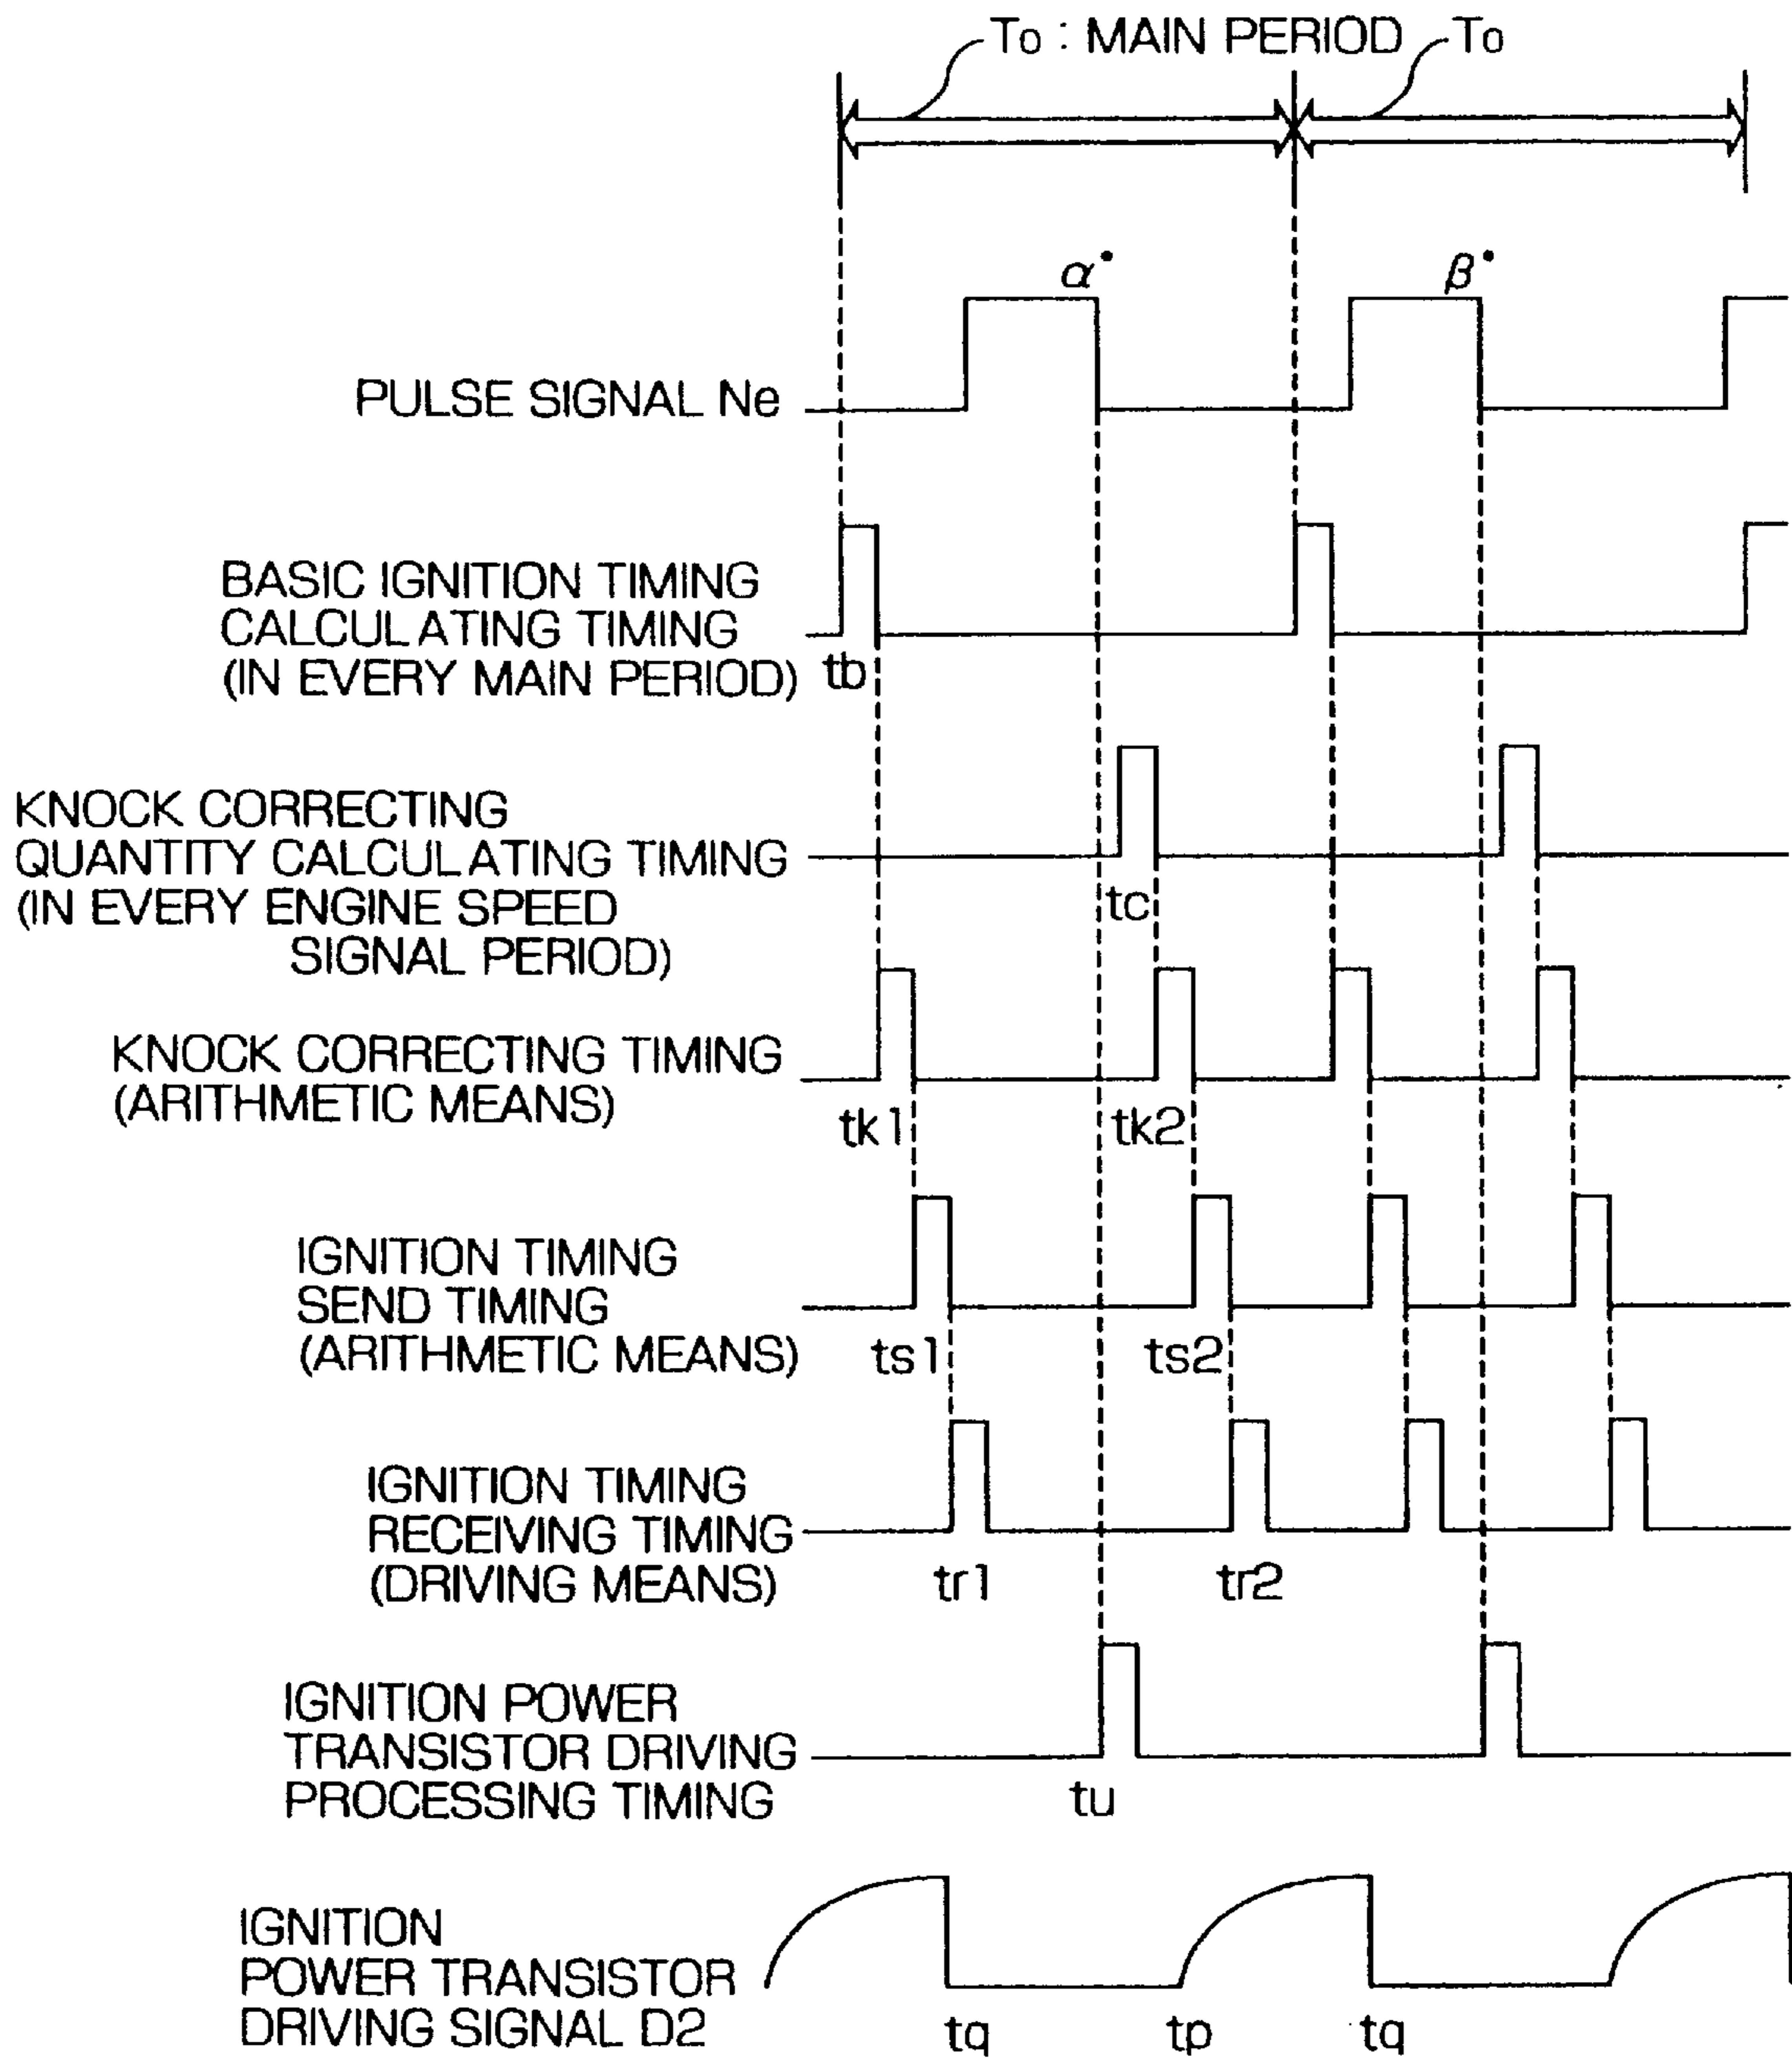 To : MAIN PERIOD To
α° β°
PULSE SIGNAL Ne
BASIC IGNITION TIMING
CALCULATING TIMING
(IN EVERY MAIN PERIOD) tb
KNOCK CORRECTING
QUANTITY CALCULATING TIMING
(IN EVERY ENGINE SPEED tc
SIGNAL PERIOD)
KNOCK CORRECTING TIMING
(ARITHMETIC MEANS)
tk1 tk2
IGNITION TIMING
SEND TIMING
(ARITHMETIC MEANS) ts1 ts2
IGNITION TIMING
RECEIVING TIMING
(DRIVING MEANS) tr1 tr2
IGNITION POWER
TRANSISTOR DRIVING
PROCESSING TIMING tu
IGNITION
POWER TRANSISTOR
DRIVING SIGNAL D2 tq tp tq